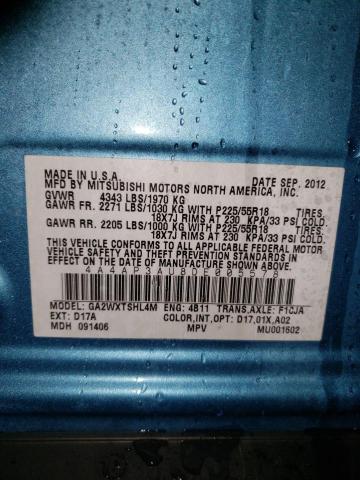 MADE IN U.S.A. DATE SEP. 2012
MFD BY MITSUBISHI MOTORS NORTH AMERICA, INC.
GVWR 4343 LBS/1970 KG
GAWR FR. 2271 LBS/1030 KG WITH P225/55R18 TIRES,
18X7J RIMS AT 230 KPA/33 PSI COLD
GAWR RR. 2205 LBS/1000 KG WITH P225/55R18 TIRES,
18X7J RIMS AT 230 KPA/33 PSI COLD
THIS VEHICLE CONFORMS TO ALL APPLICABLE FEDERAL MOTOR
VEHICLE SAFETY STANDARDS IN EFFECT ON THE DATE OF
MANUFACTURE SHOWN ABOVE.
4A4AP3AU8DE008578
MODEL: GA2WXTSHL4M ENG: 4B11 TRANS,AXLE: F1CJA
EXT: D17A COLOR,INT,OPT: D17,01X,A02
MDH 091406 MPV MU001602